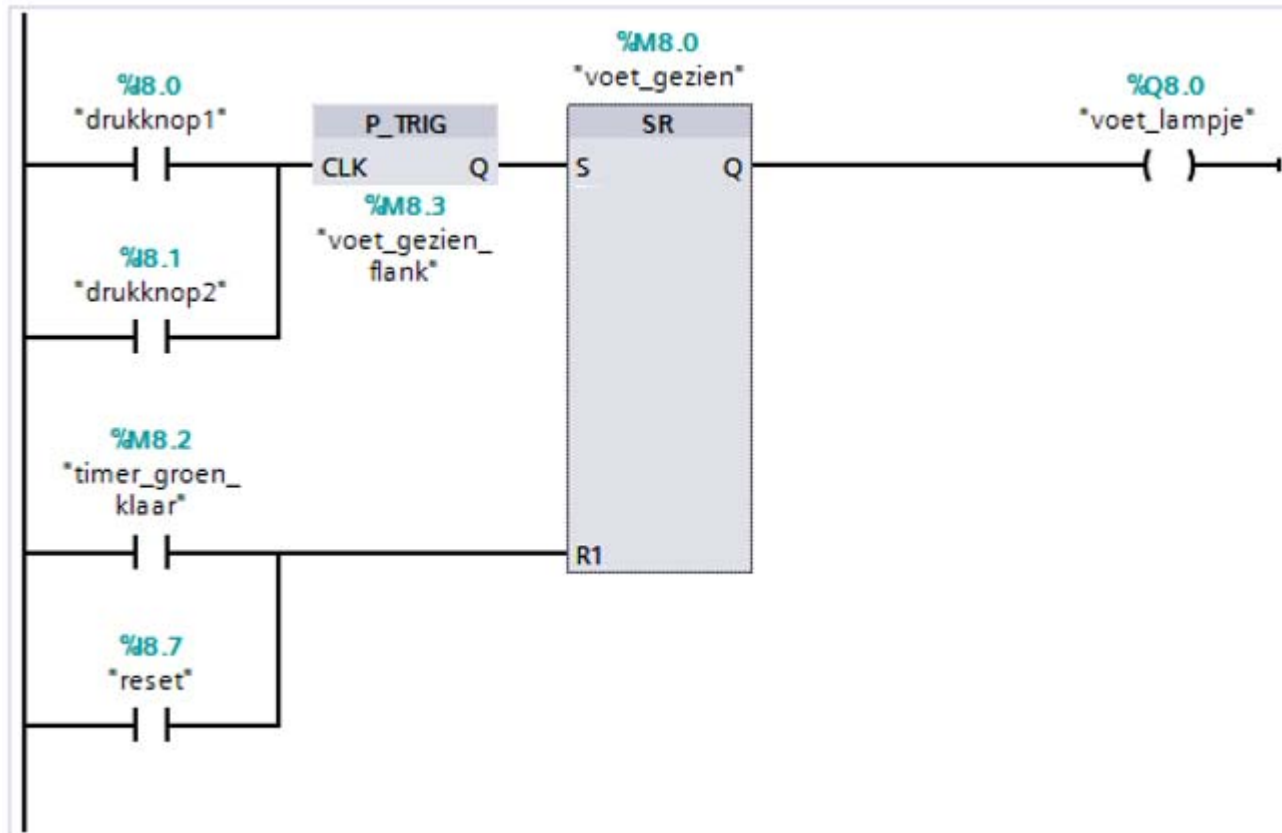 %M8.0
"voet_gezien"
%I8.0
"drukknop1"
%Q8.0
"voet_lampje"
P_TRIG
SR
CLK Q
S Q
%M8.3
"voet_gezien_
flank"
%I8.1
"drukknop2"
%M8.2
"timer_groen_
klaar"
R1
%I8.7
"reset"